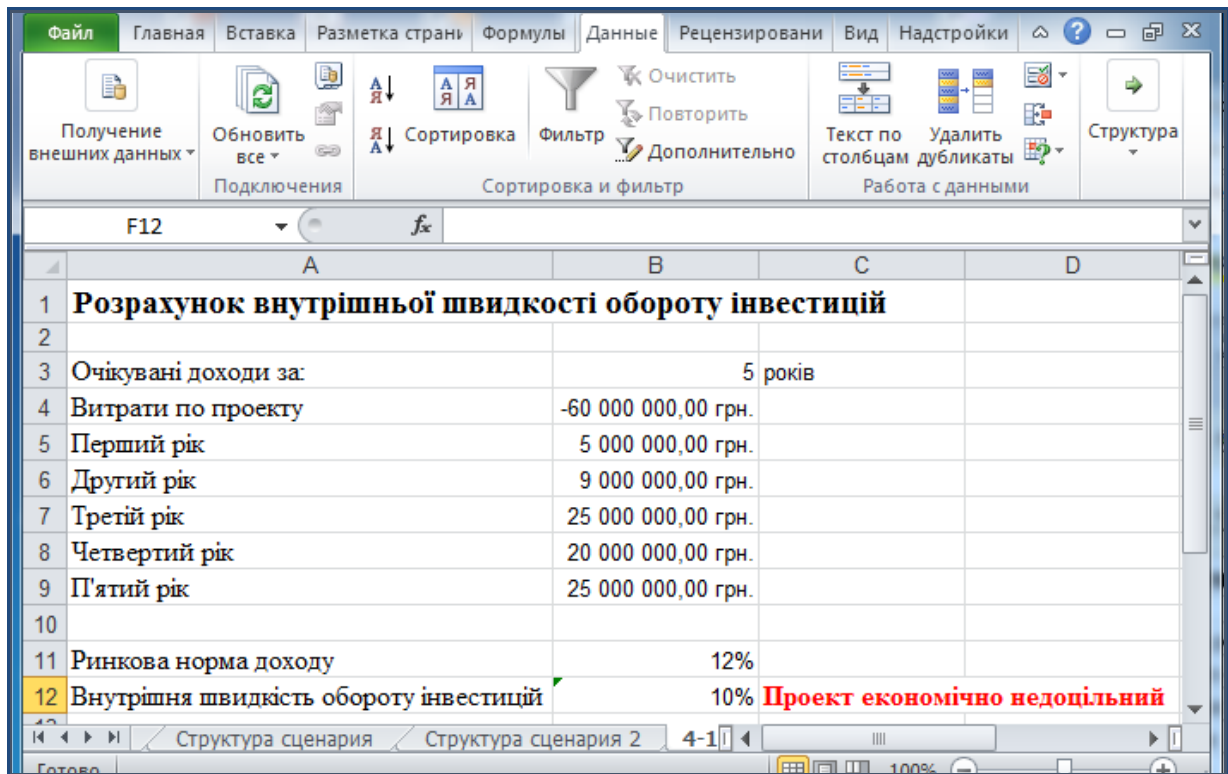 Файл Главная Вставка Разметка страни Формулы Данные Рецензировани Вид Надстройки
Получение внешних данных
Обновить все
Подключения
А Я
Я А
Сортировка
Фильтр
Очистить
Повторить
Дополнительно
Сортировка и фильтр
Текст по столбцам
Удалить дубликаты
Работа с данными
Структура
F12 fx
A B C D
1 Розрахунок внутрішньої швидкості обороту інвестицій
2
3 Очікувані доходи за: 5 років
4 Витрати по проекту -60 000 000,00 грн.
5 Перший рік 5 000 000,00 грн.
6 Другий рік 9 000 000,00 грн.
7 Третій рік 25 000 000,00 грн.
8 Четвертий рік 20 000 000,00 грн.
9 П'ятий рік 25 000 000,00 грн.
10
11 Ринкова норма доходу 12%
12 Внутрішня швидкість обороту інвестицій 10% Проект економічно недоцільний
Структура сценария Структура сценария 2 4-1
Готово 100%